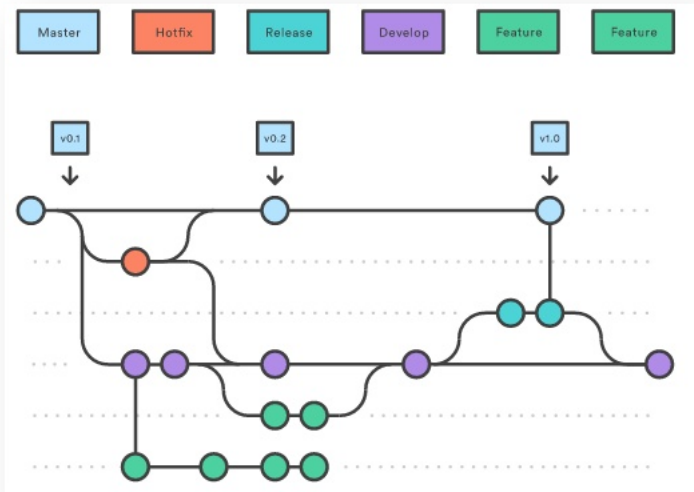 Master
Hotfix
Release
Develop
Feature
Feature
v0.1
v0.2
v1.0